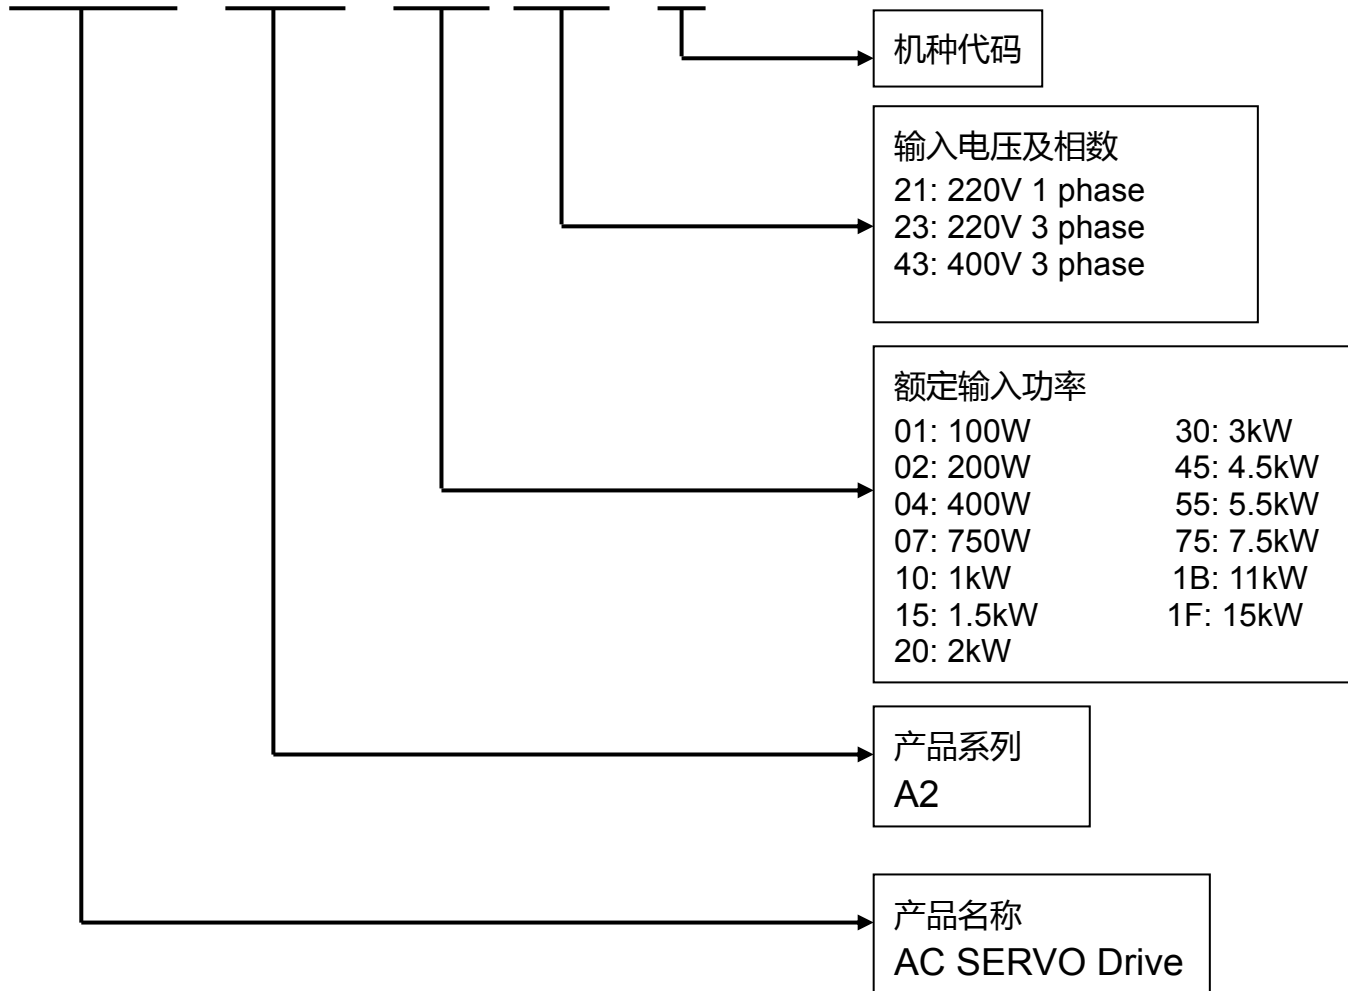 机种代码
输入电压及相数
21: 220V 1 phase
23: 220V 3 phase
43: 400V 3 phase
额定输入功率
01: 100W 30: 3kW
02: 200W 45: 4.5kW
04: 400W 55: 5.5kW
07: 750W 75: 7.5kW
10: 1kW 1B: 11kW
15: 1.5kW 1F: 15kW
20: 2kW
产品系列
A2
产品名称
AC SERVO Drive